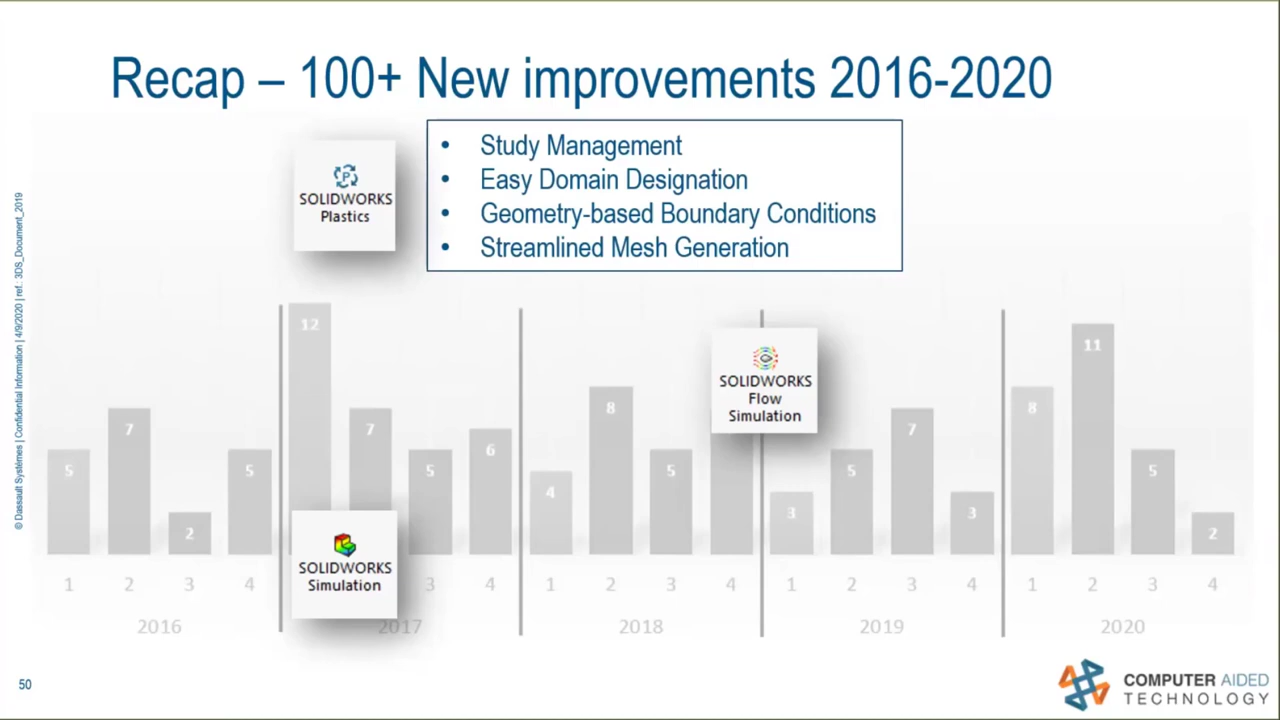 Recap – 100+ New improvements 2016-2020
SOLIDWORKS
Plastics
• Study Management
• Easy Domain Designation
• Geometry-based Boundary Conditions
• Streamlined Mesh Generation
© Dassault Systèmes | Confidential Information | 4/9/2020 | ref.: 3DS_Document_2019
5 7 2 5 12 7 5 6 4 8 5 3 5 7 3 8 11 5 2
SOLIDWORKS
Flow
Simulation
SOLIDWORKS
Simulation
1 2 3 4 3 4 1 2 3 4 1 2 3 4 1 2 3 4
2016 2017 2018 2019 2020
50
COMPUTER AIDED
TECHNOLOGY